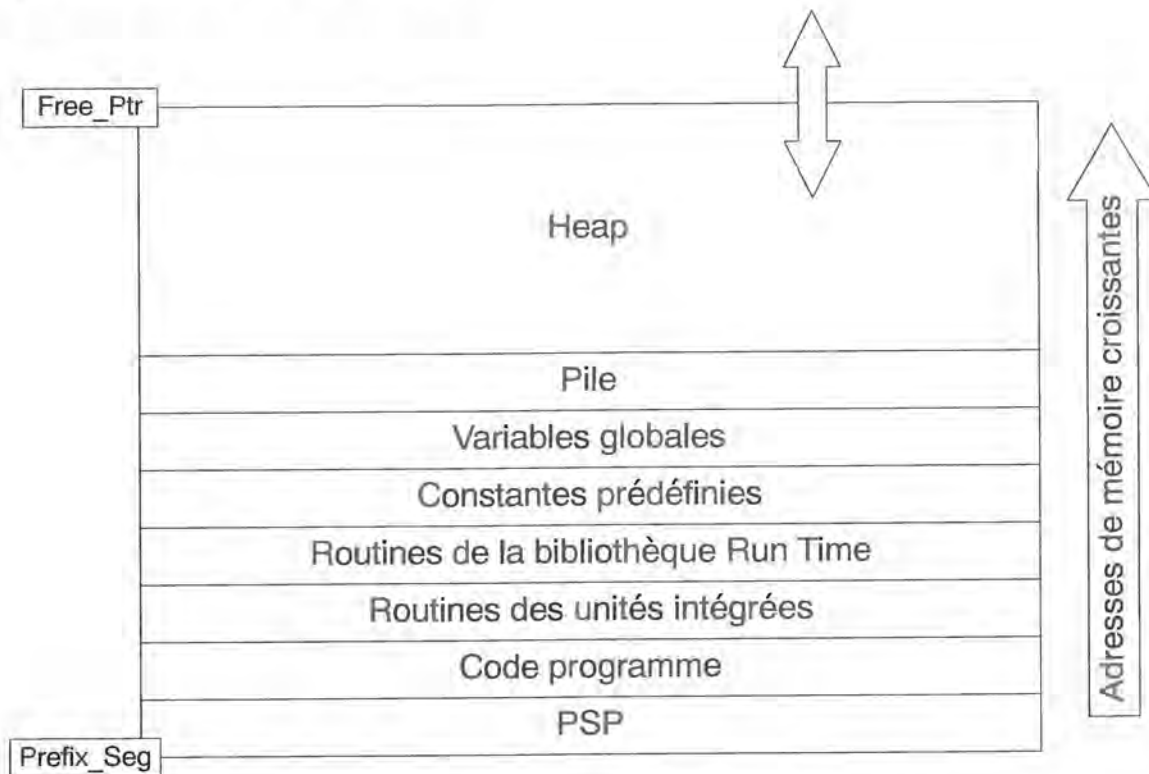 Free_Ptr
Heap
Pile
Variables globales
Constantes prédéfinies
Routines de la bibliothèque Run Time
Routines des unités intégrées
Code programme
PSP
Prefix_Seg
Adresses de mémoire croissantes